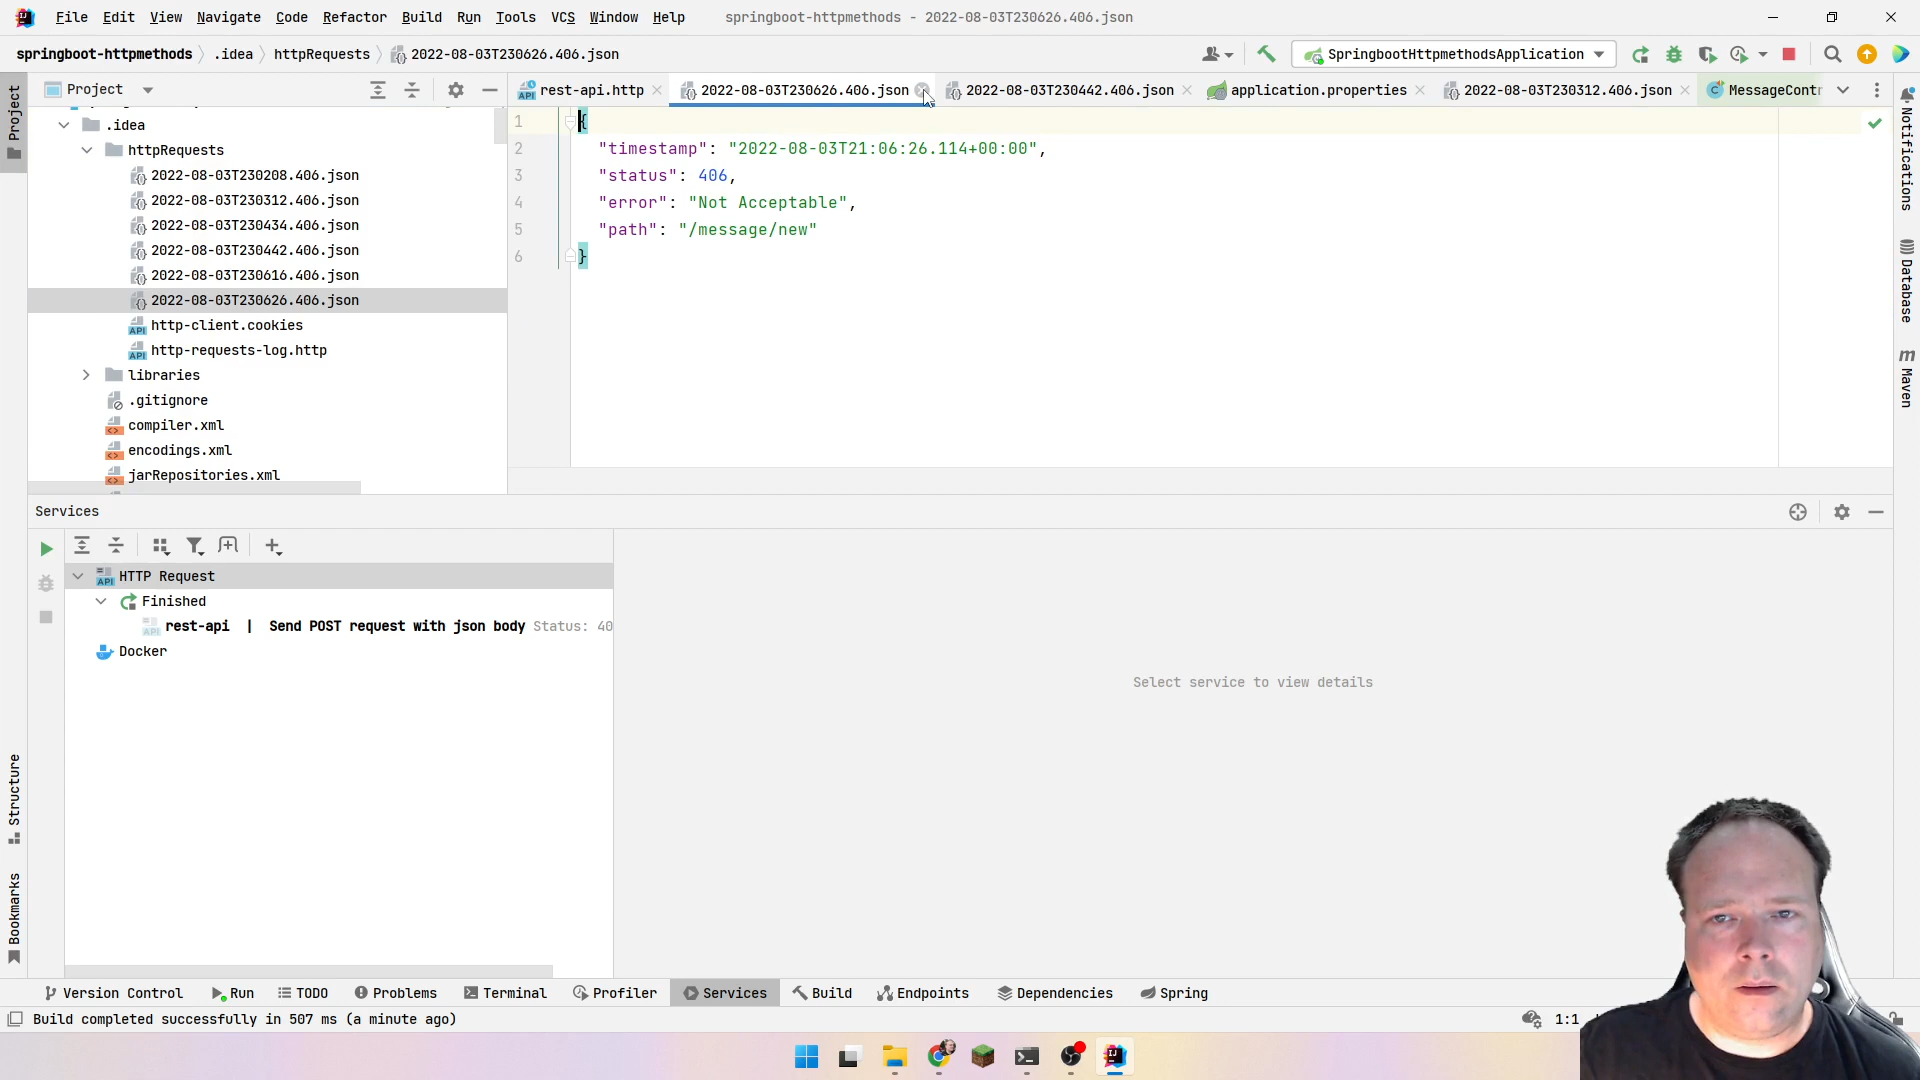 File Edit View Navigate Code Refactor Build Run Tools VCS Window Help springboot-httpmethods - 2022-08-03T230626.406.json
springboot-httpmethods .idea httpRequests 2022-08-03T230626.406.json SpringbootHttpmethodsApplication
Project
rest-api.http 2022-08-03T230626.406.json 2022-08-03T230442.406.json application.properties 2022-08-03T230312.406.json MessageContr
Project
.idea
httpRequests
2022-08-03T230208.406.json
2022-08-03T230312.406.json
2022-08-03T230434.406.json
2022-08-03T230442.406.json
2022-08-03T230616.406.json
2022-08-03T230626.406.json
http-client.cookies
http-requests-log.http
libraries
.gitignore
compiler.xml
encodings.xml
jarRepositories.xml
1 {
2 "timestamp": "2022-08-03T21:06:26.114+00:00",
3 "status": 406,
4 "error": "Not Acceptable",
5 "path": "/message/new"
6 }
Notifications
Database
Maven
Services
HTTP Request
Finished
rest-api | Send POST request with json body Status: 40
Docker
Select service to view details
Structure
Bookmarks
Version Control Run TODO Problems Terminal Profiler Services Build Endpoints Dependencies Spring
Build completed successfully in 507 ms (a minute ago) 1:1